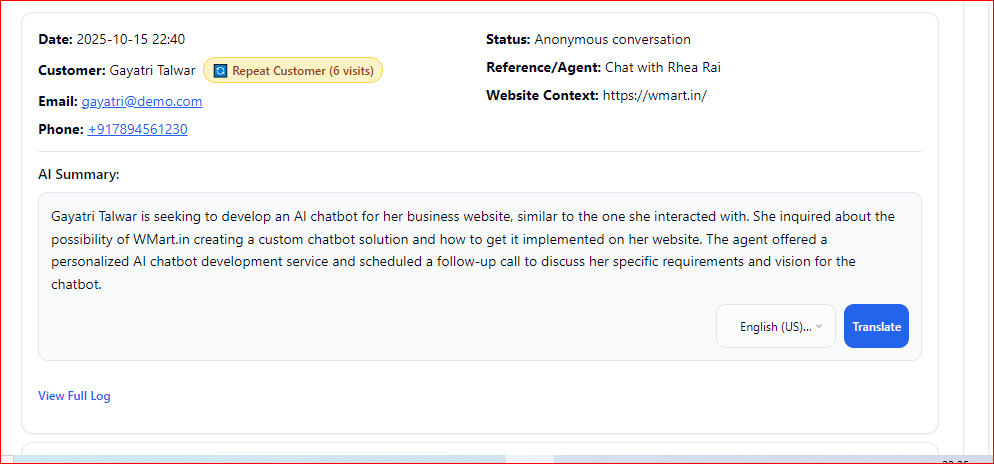 Date: 2025-10-15 22:40
Status: Anonymous conversation
Customer: Gayatri Talwar Repeat Customer (6 visits)
Reference/Agent: Chat with Rhea Rai
Email: gayatri@demo.com
Website Context: https://wmart.in/
Phone: +917894561230
AI Summary:
Gayatri Talwar is seeking to develop an AI chatbot for her business website, similar to the one she interacted with. She inquired about the
possibility of WMart.in creating a custom chatbot solution and how to get it implemented on her website. The agent offered a
personalized AI chatbot development service and scheduled a follow-up call to discuss her specific requirements and vision for the
chatbot.
English (US)...
Translate
View Full Log